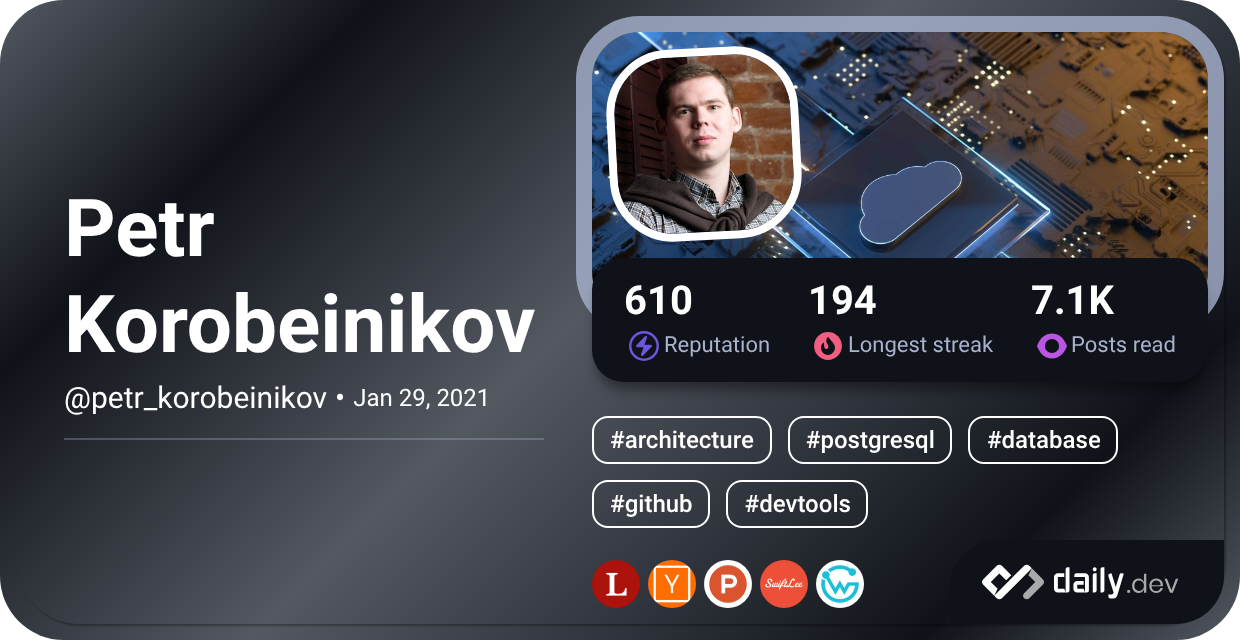 Petr
Korobeinikov
@petr_korobeinikov • Jan 29, 2021
610 194 7.1K
Reputation Longest streak Posts read
#architecture #postgresql #database
#github #devtools
L Y P SwiftLee W
daily.dev